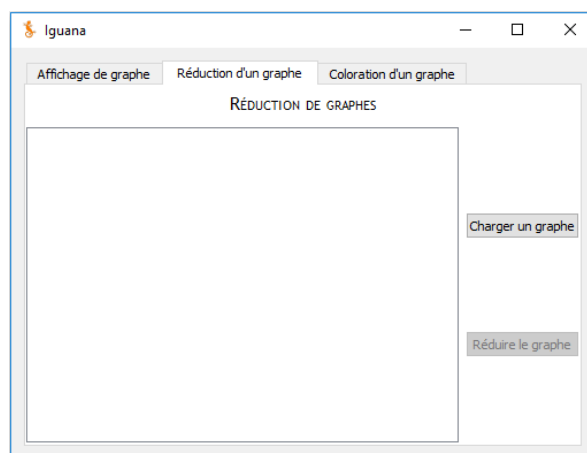 Iguana
Affichage de graphe Réduction d'un graphe Coloration d'un graphe
RÉDUCTION DE GRAPHES
Charger un graphe
Réduire le graphe